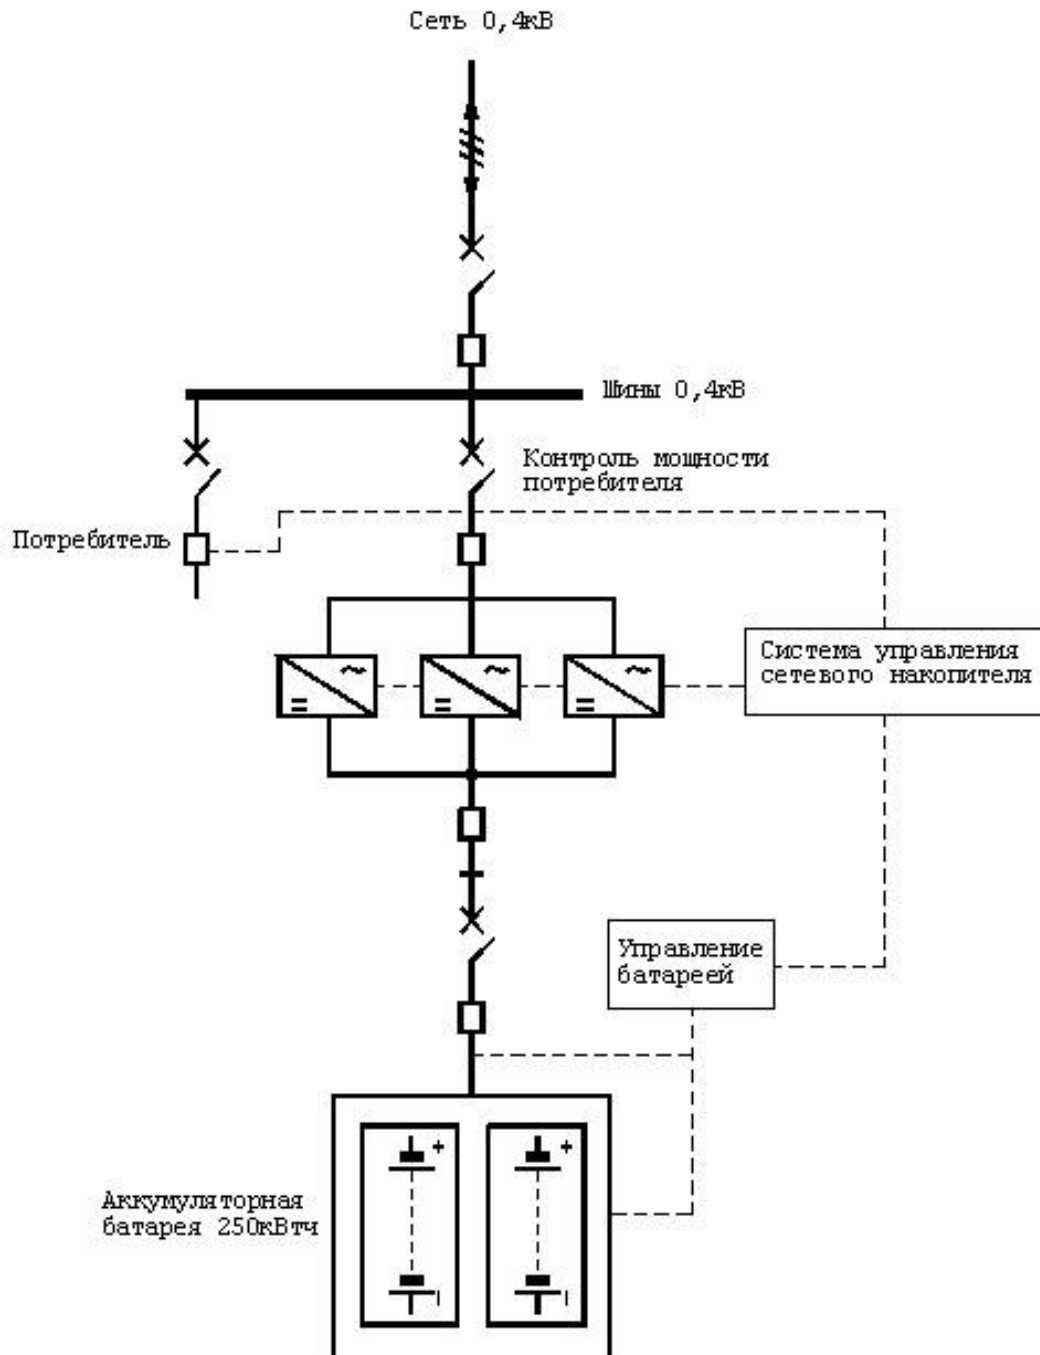 Сеть 0,4кВ
Шины 0,4кВ
Контроль мощности
потребителя
Потребитель
Система управления
сетевого накопителя
Управление
батареей
Аккумуляторная
батарея 250кВтч